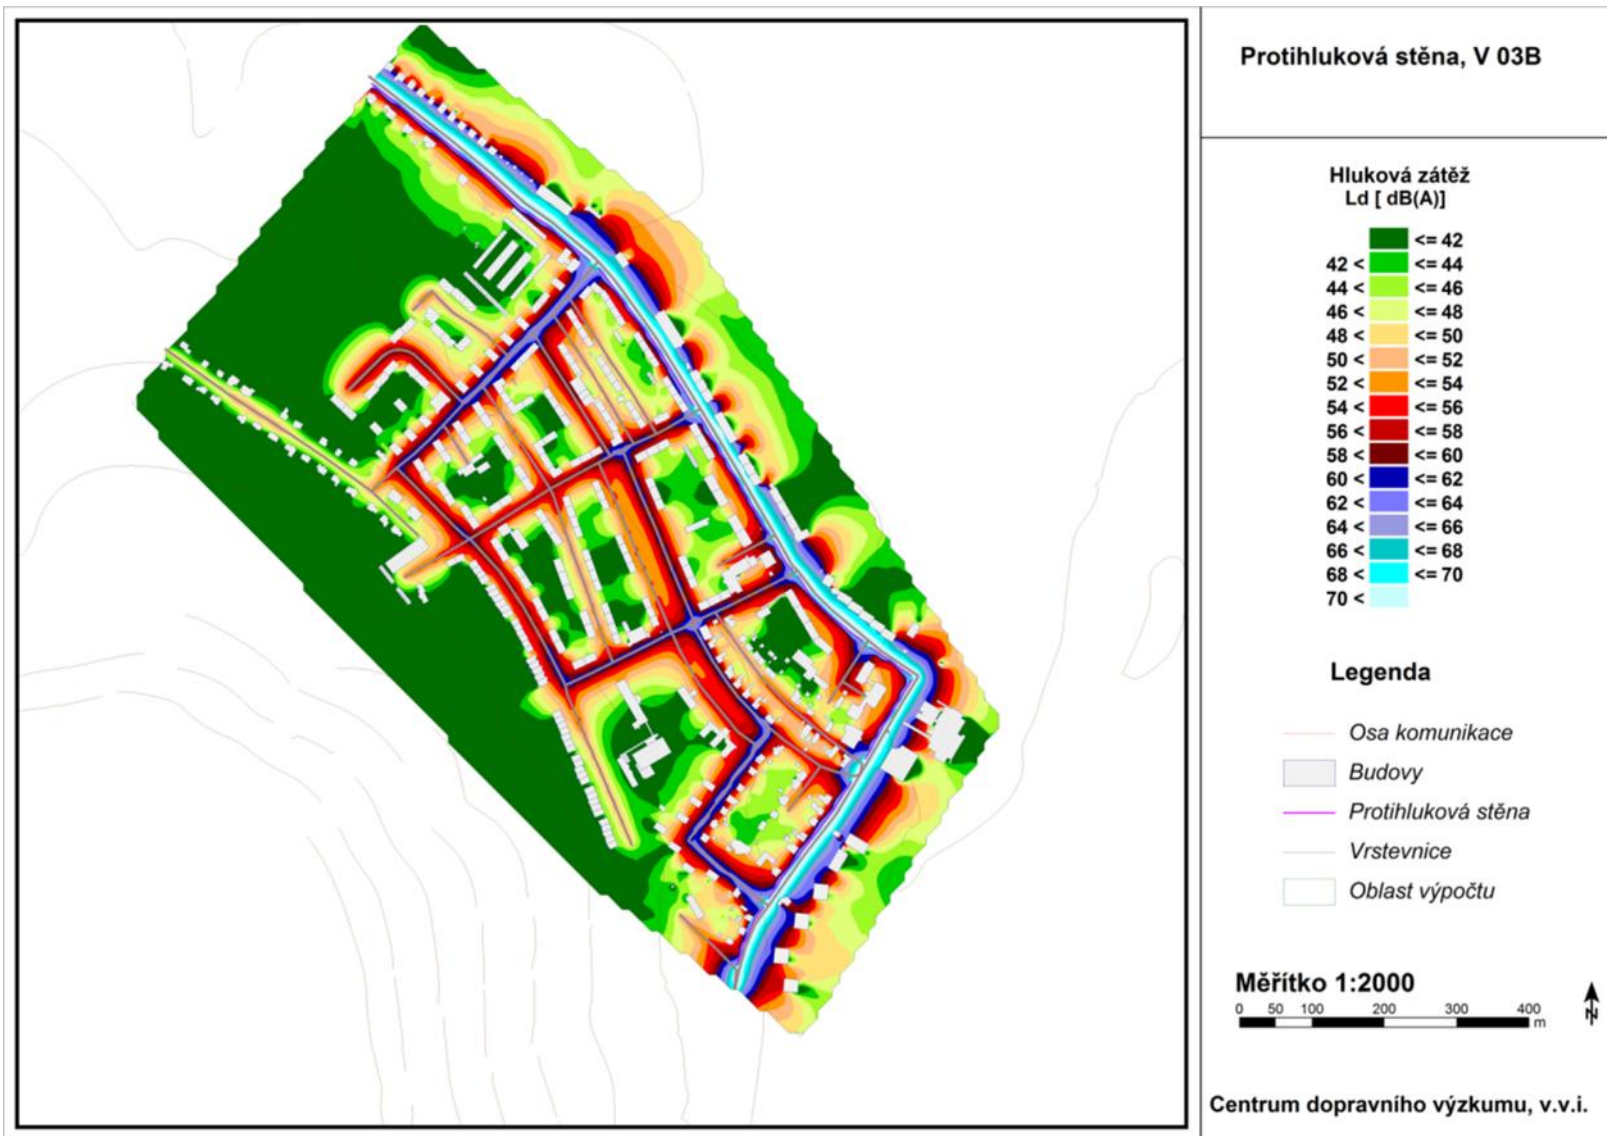 Protihluková stěna, V 03B
Hluková zátěž
Ld [ dB(A)]
<= 42
42 < <= 44
44 < <= 46
46 < <= 48
48 < <= 50
50 < <= 52
52 < <= 54
54 < <= 56
56 < <= 58
58 < <= 60
60 < <= 62
62 < <= 64
64 < <= 66
66 < <= 68
68 < <= 70
70 <
Legenda
Osa komunikace
Budovy
Protihluková stěna
Vrstevnice
Oblast výpočtu
Měřítko 1:2000
0 50 100 200 300 400
m
N
Centrum dopravního výzkumu, v.v.i.